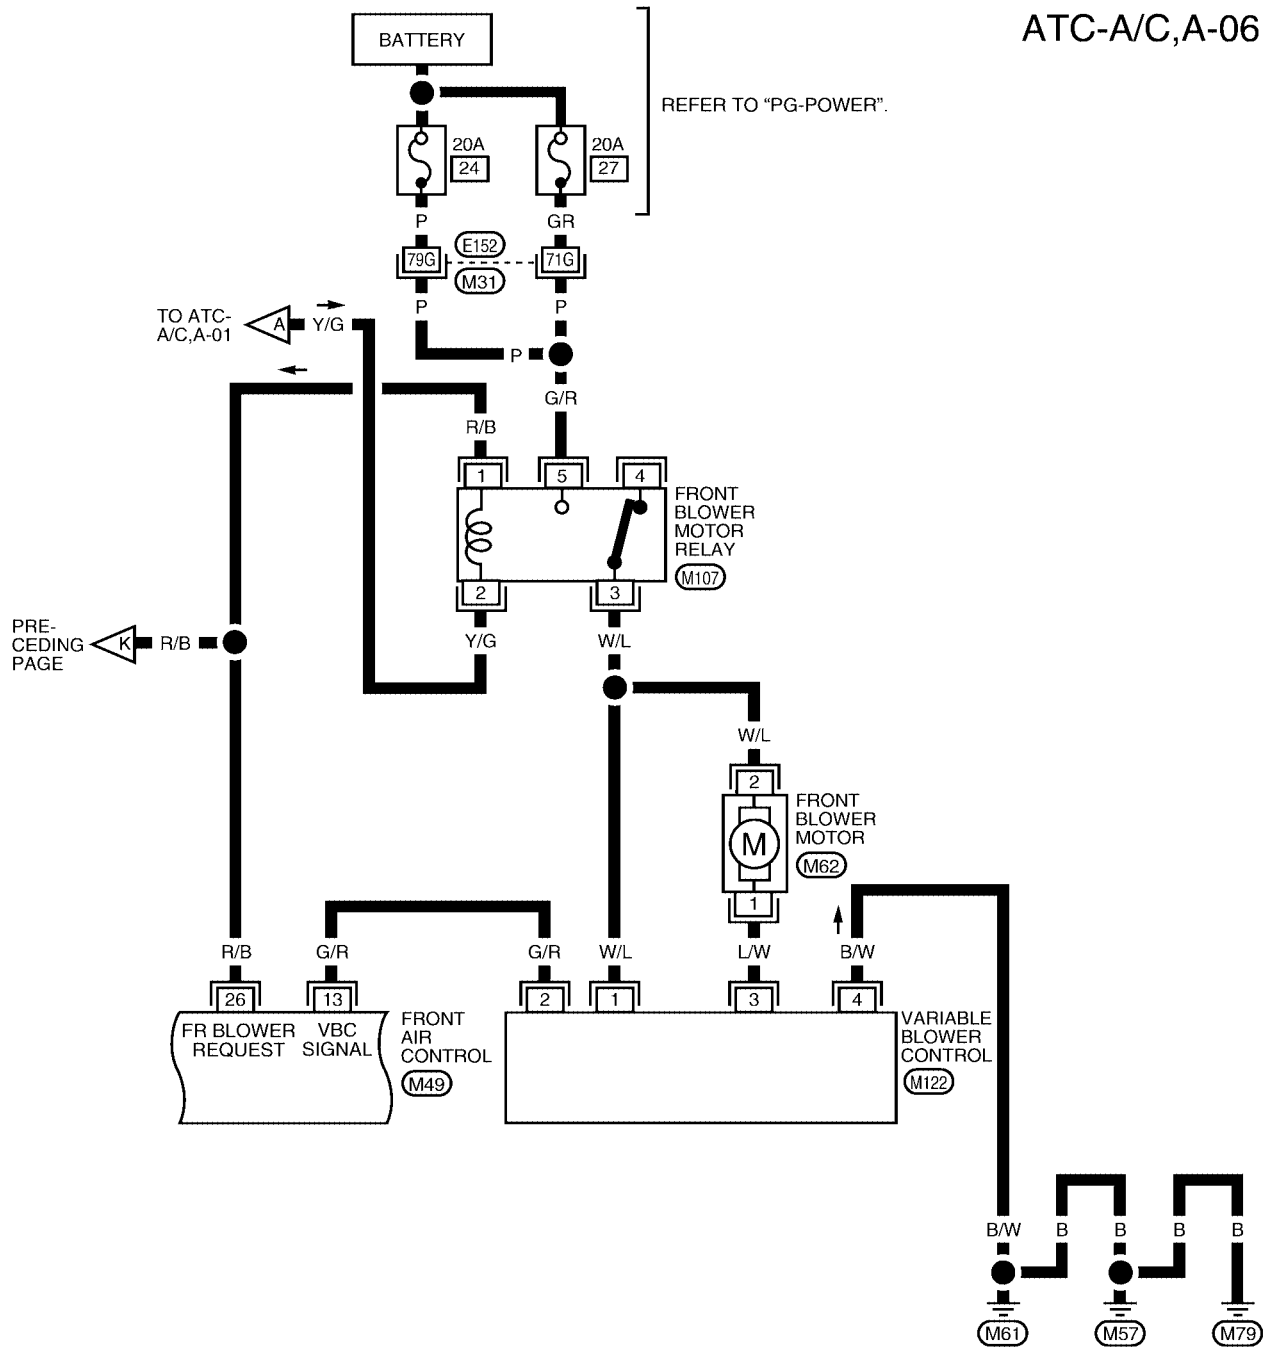 ATC-A/C,A-06
BATTERY
REFER TO “PG-POWER”.
20A
24
20A
27
P
GR
79G
E152
M31
71G
P
P
TO ATC-
A/C,A-01
A
Y/G
P
G/R
R/B
1
5
4
FRONT
BLOWER
MOTOR
RELAY
M107
2
3
PRE-
CEDING
PAGE
K
R/B
Y/G
W/L
W/L
2
FRONT
BLOWER
MOTOR
M
M62
1
R/B
G/R
G/R
W/L
L/W
B/W
26
13
2
1
3
4
FR BLOWER
REQUEST
VBC
SIGNAL
FRONT
AIR
CONTROL
M49
VARIABLE
BLOWER
CONTROL
M122
B/W
B
B
B
B
M61
M57
M79